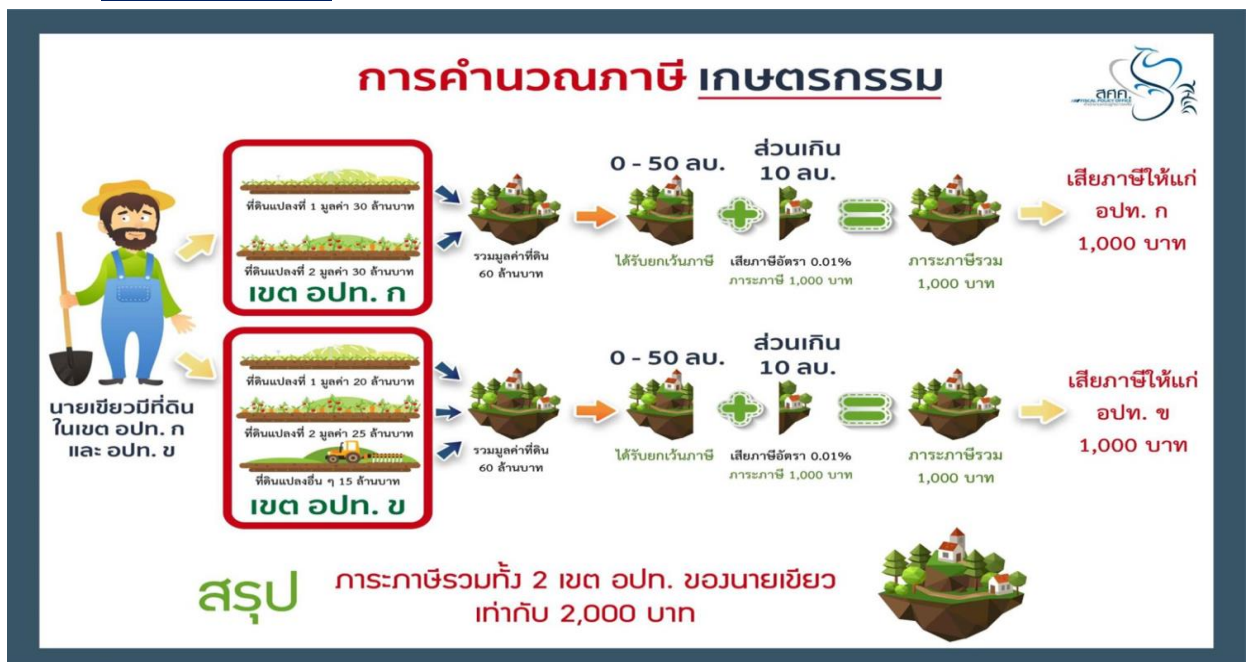 การคำนวณภาษี เกษตรกรรม
สศค.
FISCAL POLICY OFFICE
ที่ดินแปลงที่ 1 มูลค่า 30 ล้านบาท
ที่ดินแปลงที่ 2 มูลค่า 30 ล้านบาท
เขต อปท. ก
รวมมูลค่าที่ดิน
60 ล้านบาท
0 - 50 ลบ.
ได้รับยกเว้นภาษี
ส่วนเกิน
10 ลบ.
เสียภาษีอัตรา 0.01%
ภาระภาษี 1,000 บาท
ภาระภาษีรวม
1,000 บาท
เสียภาษีให้แก่
อปท. ก
1,000 บาท
นายเขียวมีที่ดิน
ในเขต อปท. ก
และ อปท. ข
ที่ดินแปลงที่ 1 มูลค่า 20 ล้านบาท
ที่ดินแปลงที่ 2 มูลค่า 25 ล้านบาท
ที่ดินแปลงอื่น ๆ 15 ล้านบาท
เขต อปท. ข
รวมมูลค่าที่ดิน
60 ล้านบาท
0 - 50 ลบ.
ได้รับยกเว้นภาษี
ส่วนเกิน
10 ลบ.
เสียภาษีอัตรา 0.01%
ภาระภาษี 1,000 บาท
ภาระภาษีรวม
1,000 บาท
เสียภาษีให้แก่
อปท. ข
1,000 บาท
สรุป
ภาระภาษีรวมทั้ง 2 เขต อปท. ของนายเขียว
เท่ากับ 2,000 บาท